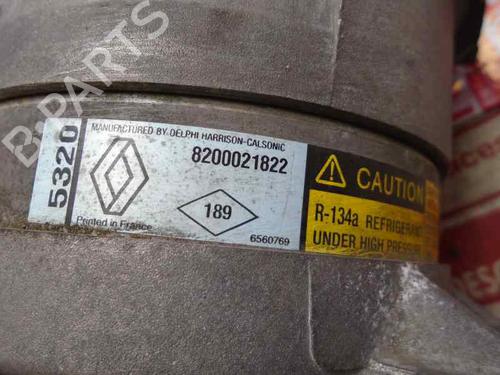 B-PARTS
5320
MANUFACTURED BY DELPHI HARRISON-CALSONIC
8200021822
189
Printed in France
6560769
CAUTION
R-134a REFRIGERANT
UNDER HIGH PRESSURE